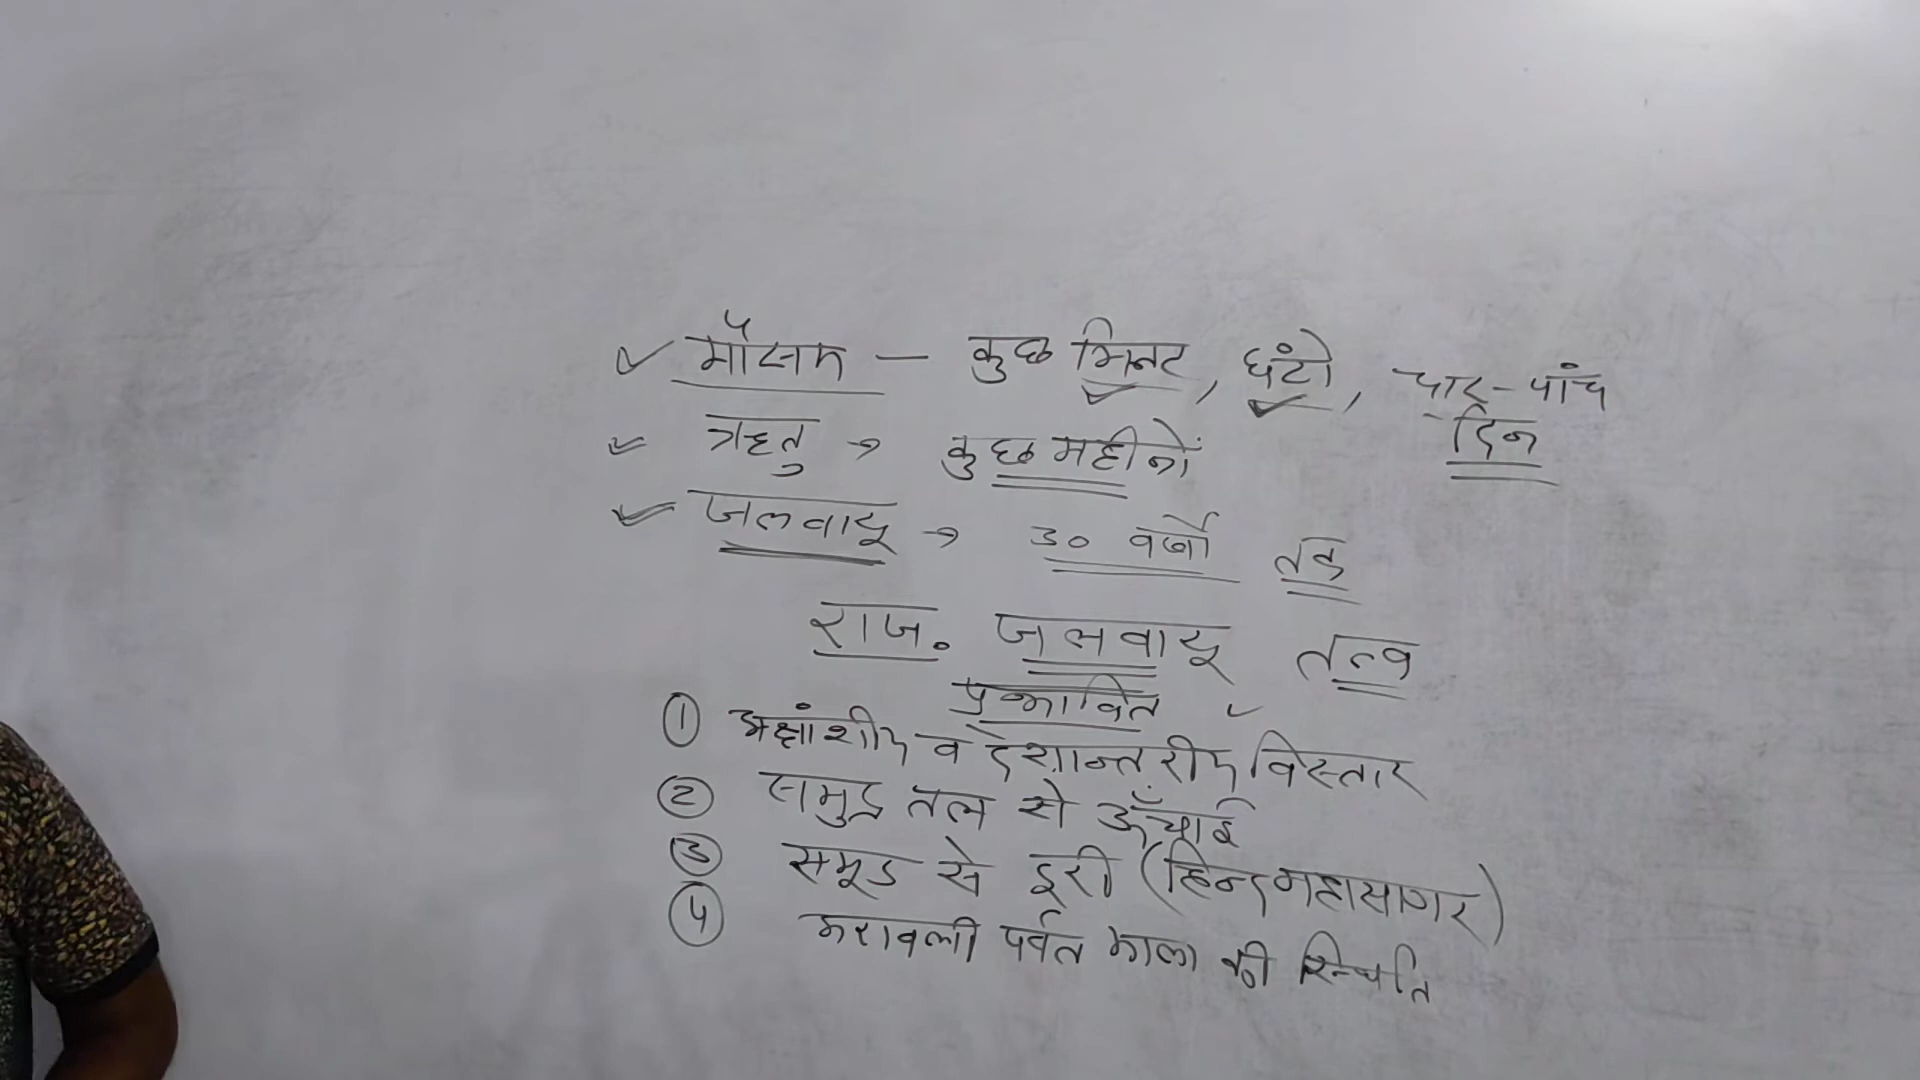 मौसम – कुछ मिनट, घंटो, चार-पांच दिन
ऋतु → कुछ महीनों
जलवायू → 30 वर्षो तक
राज. जलवायू तत्व
प्रभावित
① अक्षांशीय व देशान्तरीय विस्तार
② समुद्र तल से ऊँचाई
③ समूद्र से दूरी (हिन्दमहासागर)
④ अरावली पर्वत माला की स्थिति